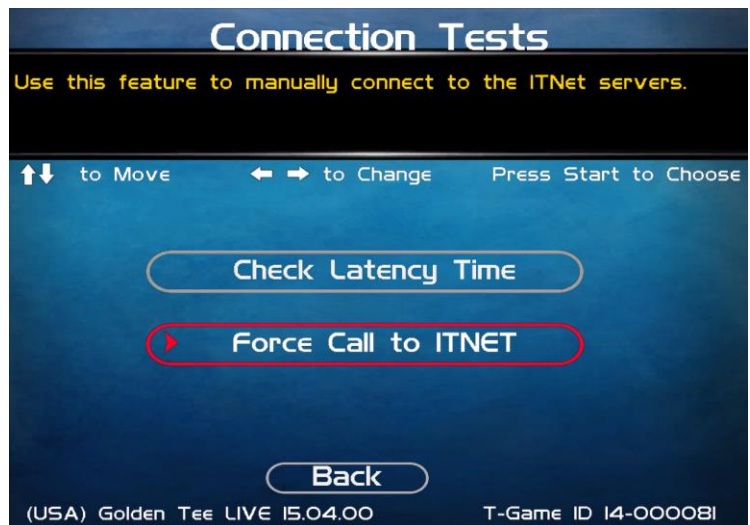 Connection Tests
Use this feature to manually connect to the ITNet servers.
to Move to Change Press Start to Choose
Check Latency Time
Force Call to ITNET
Back
(USA) Golden Tee LIVE 15.04.00 T-Game ID 14-000081